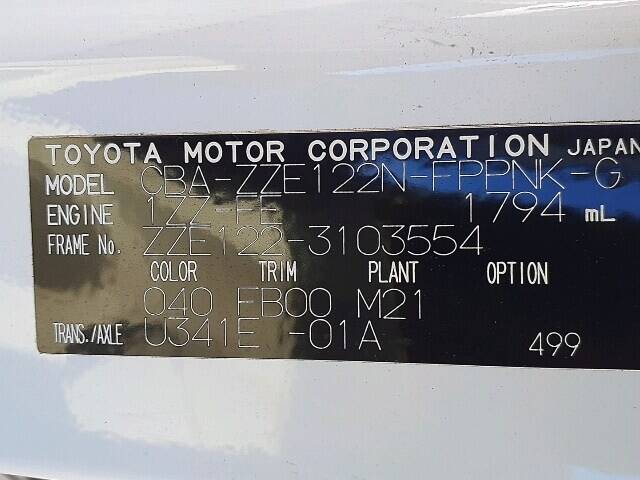 TOYOTA MOTOR CORPORATION JAPAN
MODEL CBA-ZZE122N-FPPNK-G
ENGINE 1ZZ-FE 1794 mL
FRAME No. ZZE122-3103554
COLOR TRIM PLANT OPTION
040 FB00 M21
TRANS./AXLE U341E -01A
499